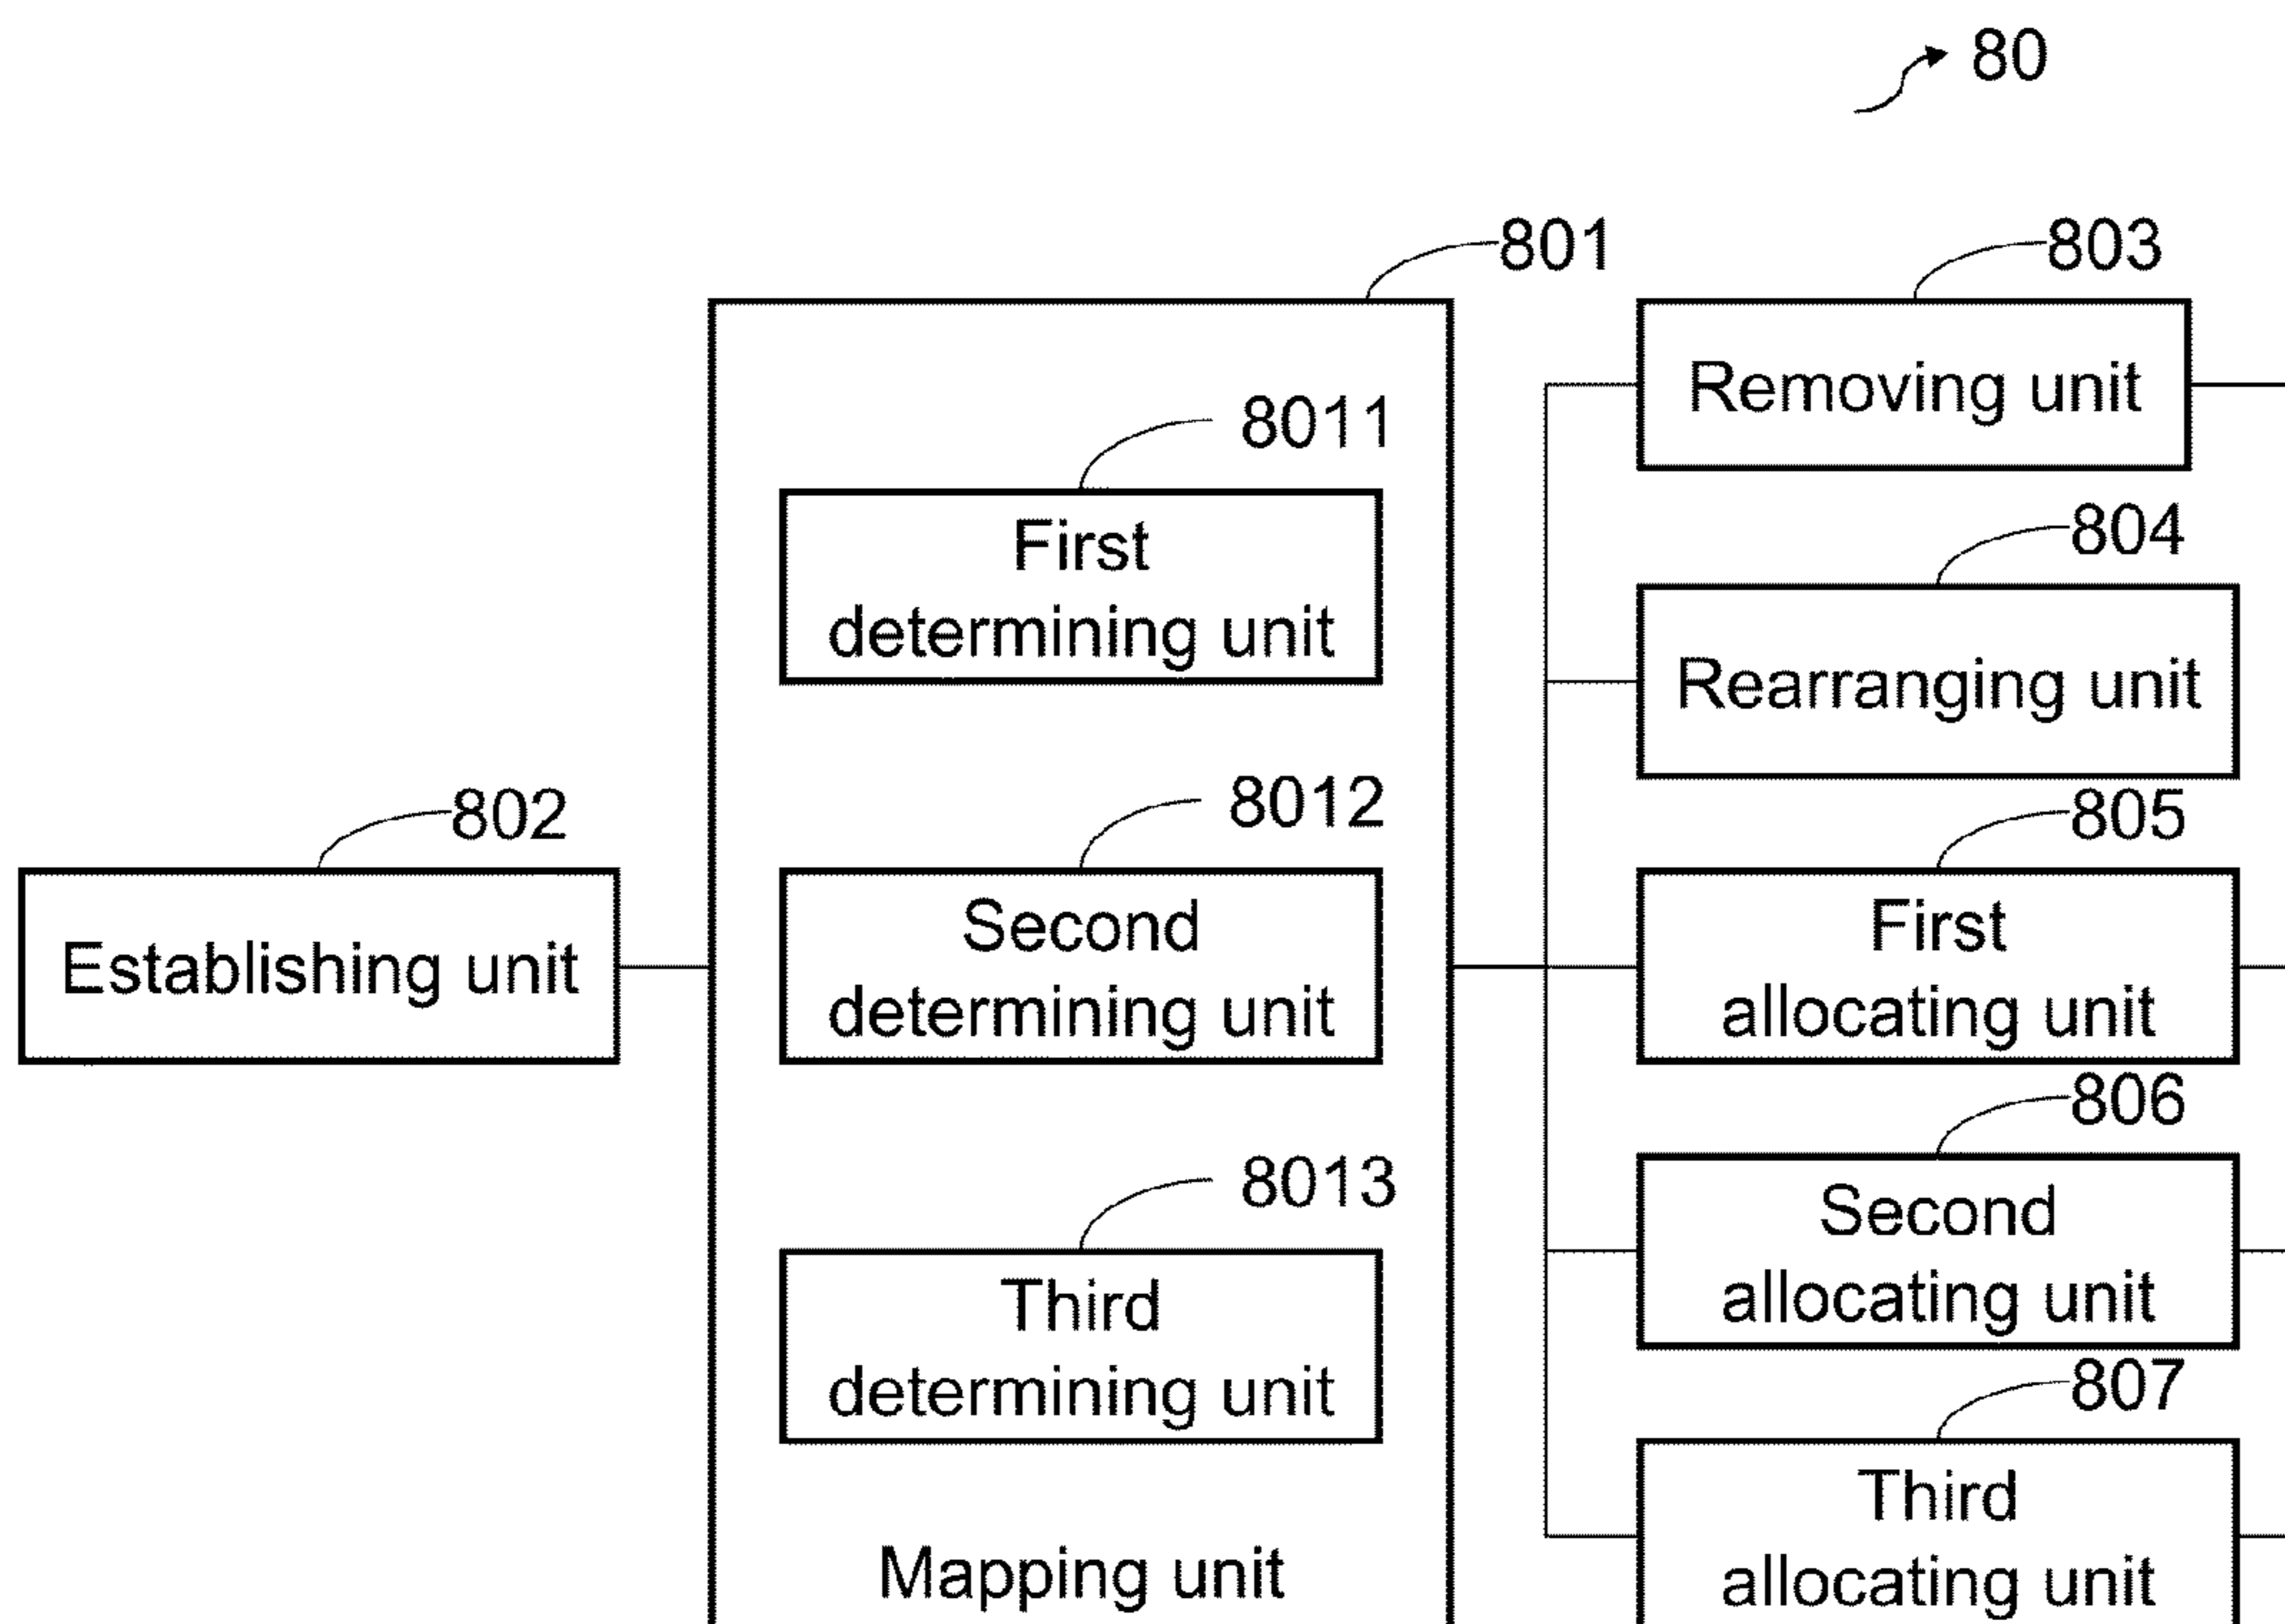 80
801
803
8011
Removing unit
First
determining unit
804
Rearranging unit
802
8012
805
Establishing unit
Second
determining unit
First
allocating unit
8013
806
Third
determining unit
Second
allocating unit
807
Mapping unit
Third
allocating unit